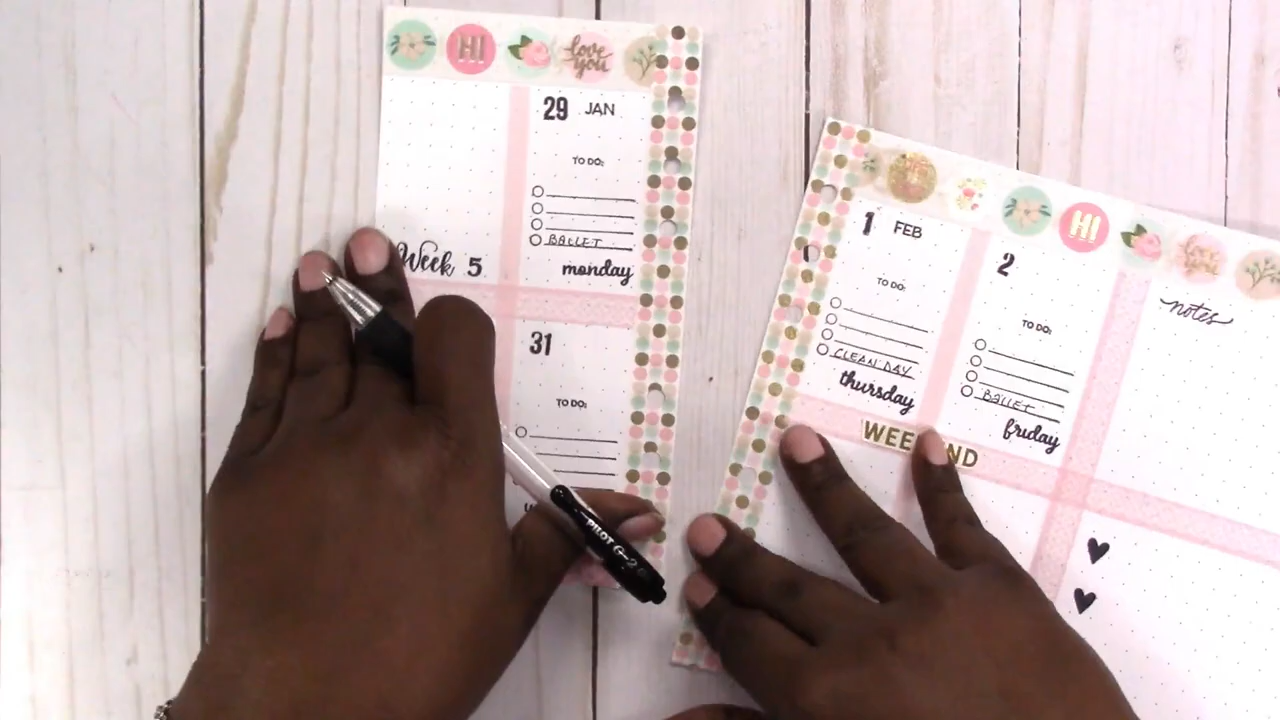 HI
love you
29 JAN
TO DO:
BALLET
Week 5
monday
31
TO DO:
PILOT G-2
HI
love you
1 FEB
TO DO:
CLEAN DAY
thursday
2
TO DO:
BALLET
friday
notes